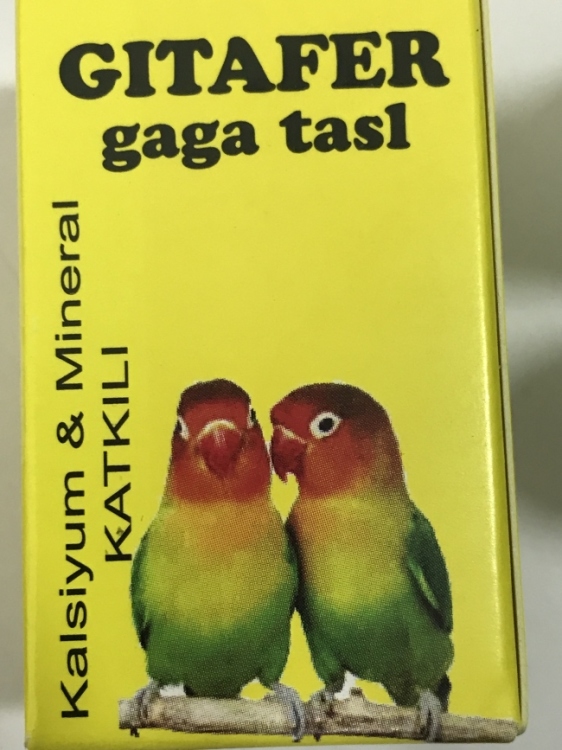 GITAFER
gaga tasl
Kalsiyum & Mineral
KATKILI